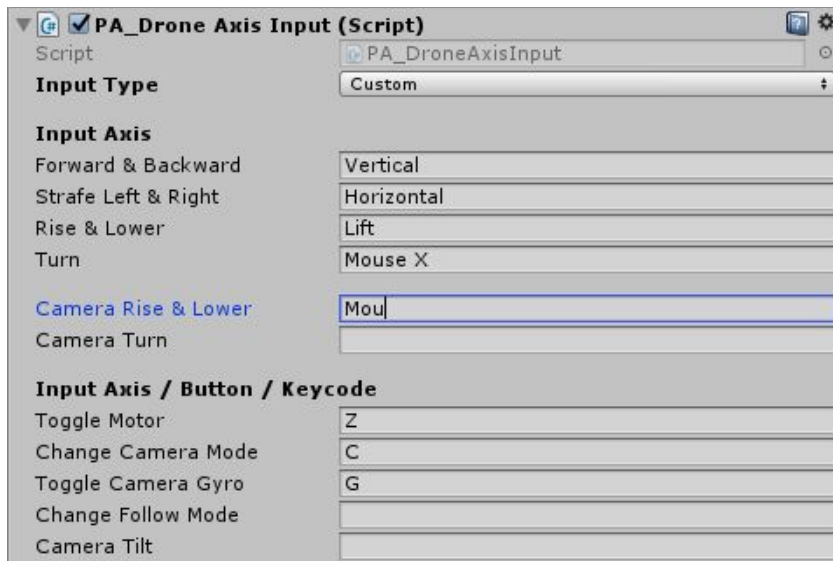 PA_Drone Axis Input (Script)
Script PA_DroneAxisInput
Input Type Custom
Input Axis
Forward & Backward Vertical
Strafe Left & Right Horizontal
Rise & Lower Lift
Turn Mouse X
Camera Rise & Lower Mou
Camera Turn
Input Axis / Button / Keycode
Toggle Motor Z
Change Camera Mode C
Toggle Camera Gyro G
Change Follow Mode
Camera Tilt